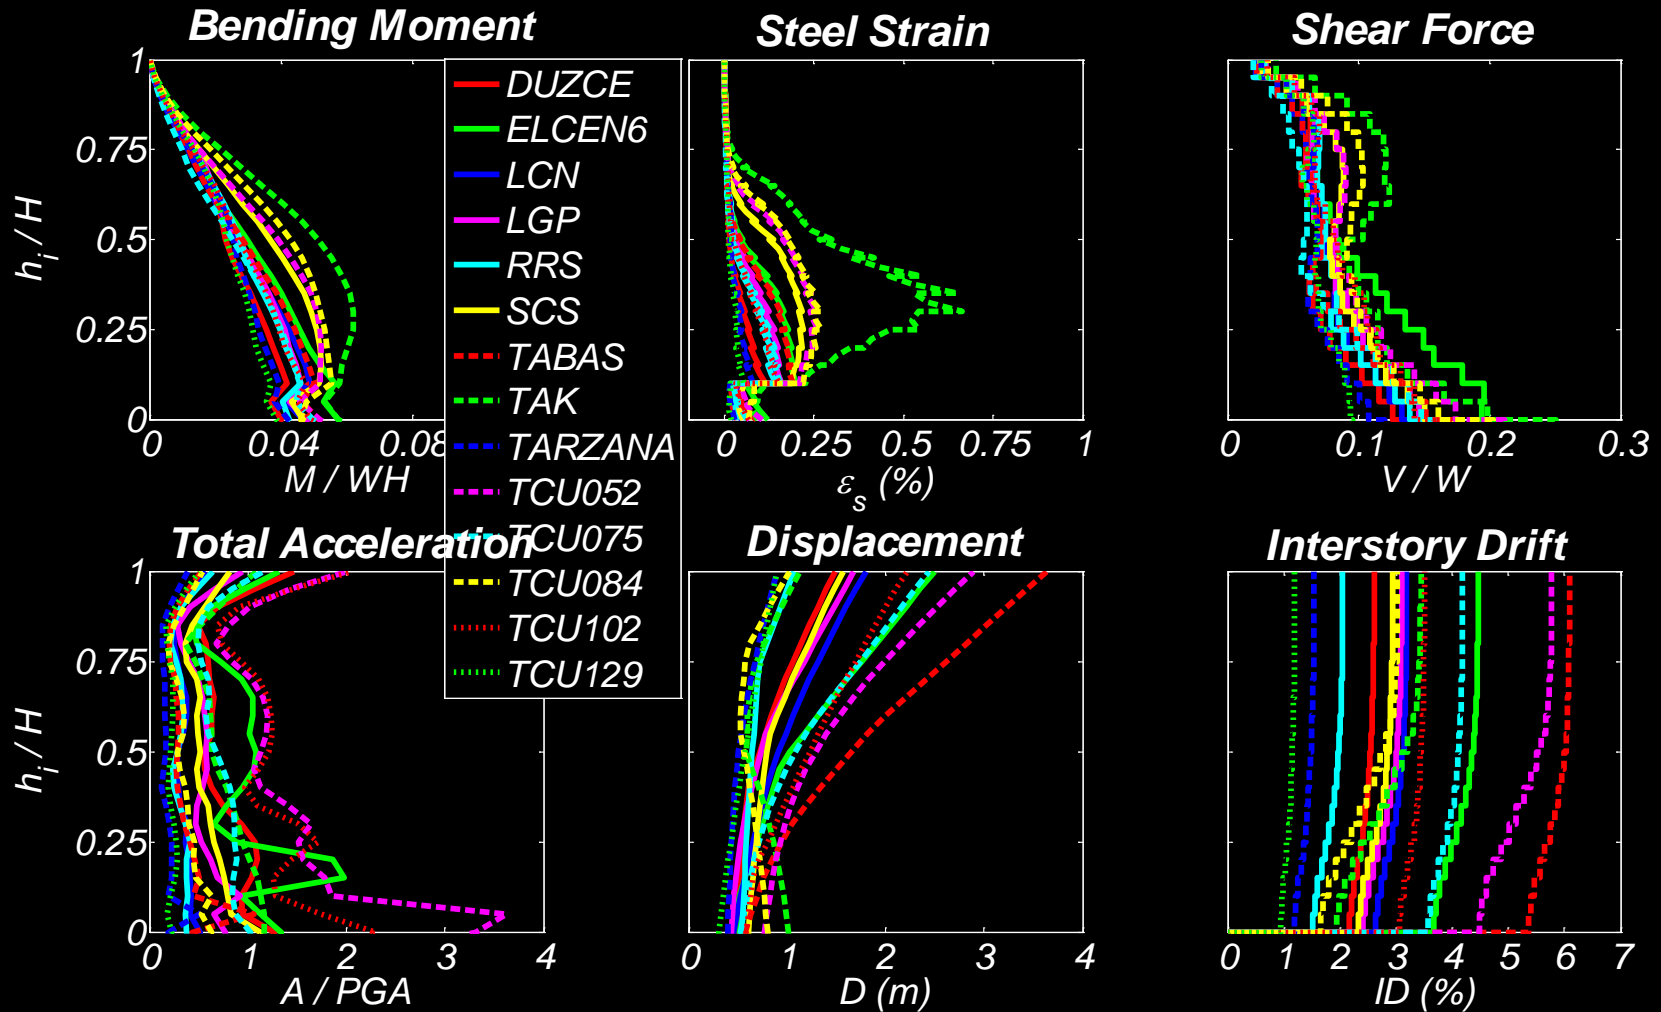 Bending Moment
Steel Strain
Shear Force
1
0.75
0.5
0.25
0
h_i / H
0 0.04 0.08
M / WH
DUZCE
ELCEN6
LCN
LGP
RRS
SCS
TABAS
TAK
TARZANA
TCU052
TCU075
TCU084
TCU102
TCU129
0 0.25 0.5 0.75 1
ε_s (%)
0 0.1 0.2 0.3
V / W
Total Acceleration
Displacement
Interstory Drift
1
0.75
0.5
0.25
0
h_i / H
0 1 2 4
A / PGA
0 1 2 3 4
D (m)
0 1 2 3 4 5 6 7
ID (%)